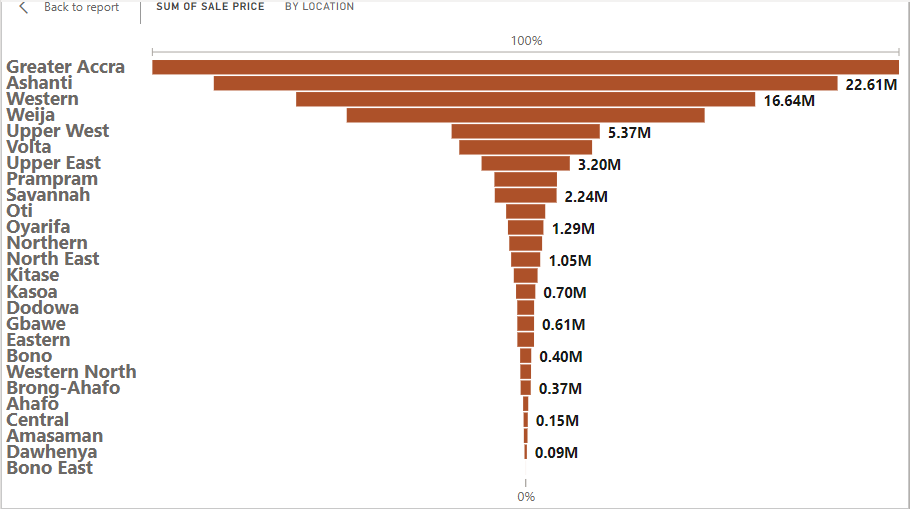 Back to report SUM OF SALE PRICE BY LOCATION
100%
Greater Accra
Ashanti 22.61M
Western 16.64M
Weija
Upper West 5.37M
Volta
Upper East 3.20M
Prampram
Savannah 2.24M
Oti
Oyarifa 1.29M
Northern
North East 1.05M
Kitase
Kasoa 0.70M
Dodowa
Gbawe 0.61M
Eastern
Bono 0.40M
Western North
Brong-Ahafo 0.37M
Ahafo
Central 0.15M
Amasaman
Dawhenya 0.09M
Bono East
0%